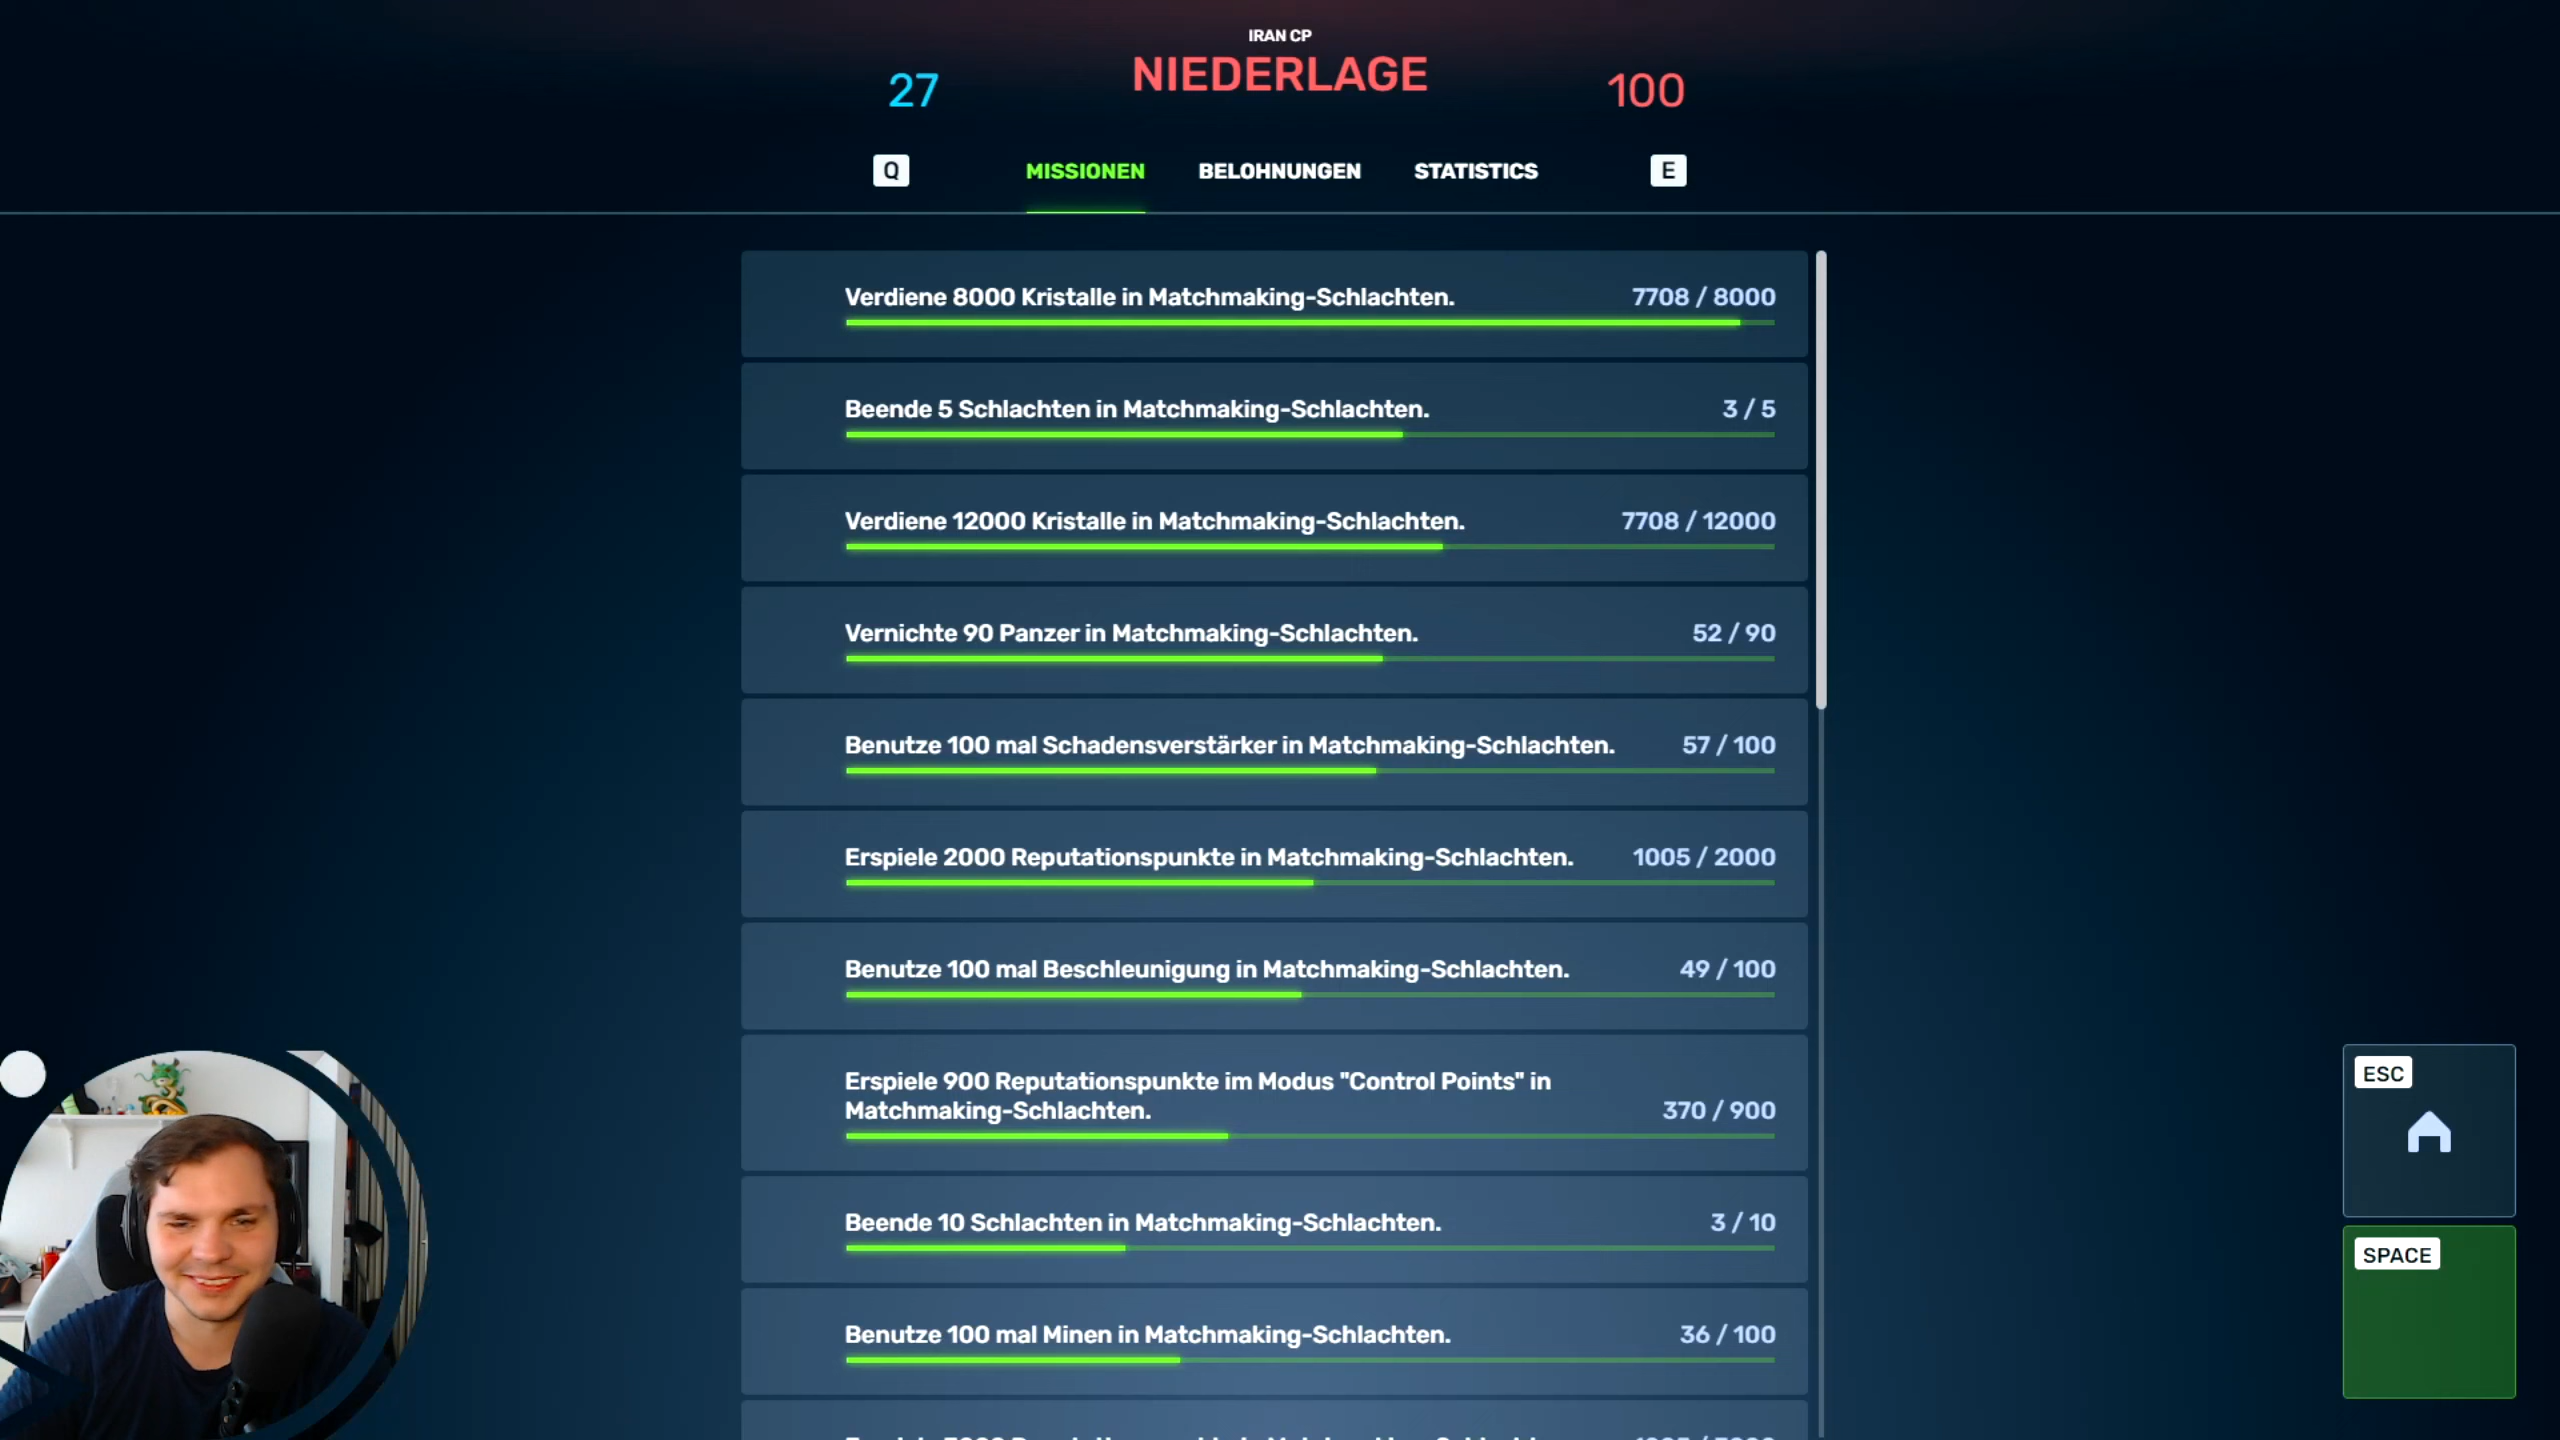 IRAN CP
27 NIEDERLAGE 100
Q MISSIONEN BELOHNUNGEN STATISTICS E
Verdiene 8000 Kristalle in Matchmaking-Schlachten. 7708 / 8000
Beende 5 Schlachten in Matchmaking-Schlachten. 3 / 5
Verdiene 12000 Kristalle in Matchmaking-Schlachten. 7708 / 12000
Vernichte 90 Panzer in Matchmaking-Schlachten. 52 / 90
Benutze 100 mal Schadensverstärker in Matchmaking-Schlachten. 57 / 100
Erspiele 2000 Reputationspunkte in Matchmaking-Schlachten. 1005 / 2000
Benutze 100 mal Beschleunigung in Matchmaking-Schlachten. 49 / 100
Erspiele 900 Reputationspunkte im Modus "Control Points" in
Matchmaking-Schlachten. 370 / 900
Beende 10 Schlachten in Matchmaking-Schlachten. 3 / 10
Benutze 100 mal Minen in Matchmaking-Schlachten. 36 / 100
ESC
SPACE